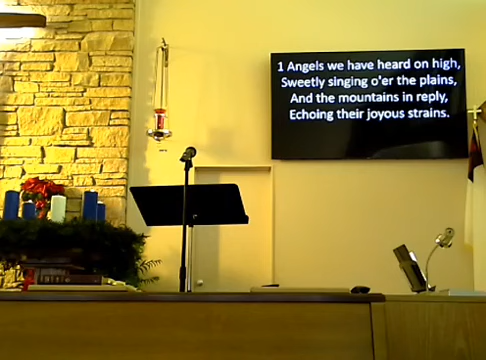 1 Angels we have heard on high,
Sweetly singing o'er the plains,
And the mountains in reply,
Echoing their joyous strains.